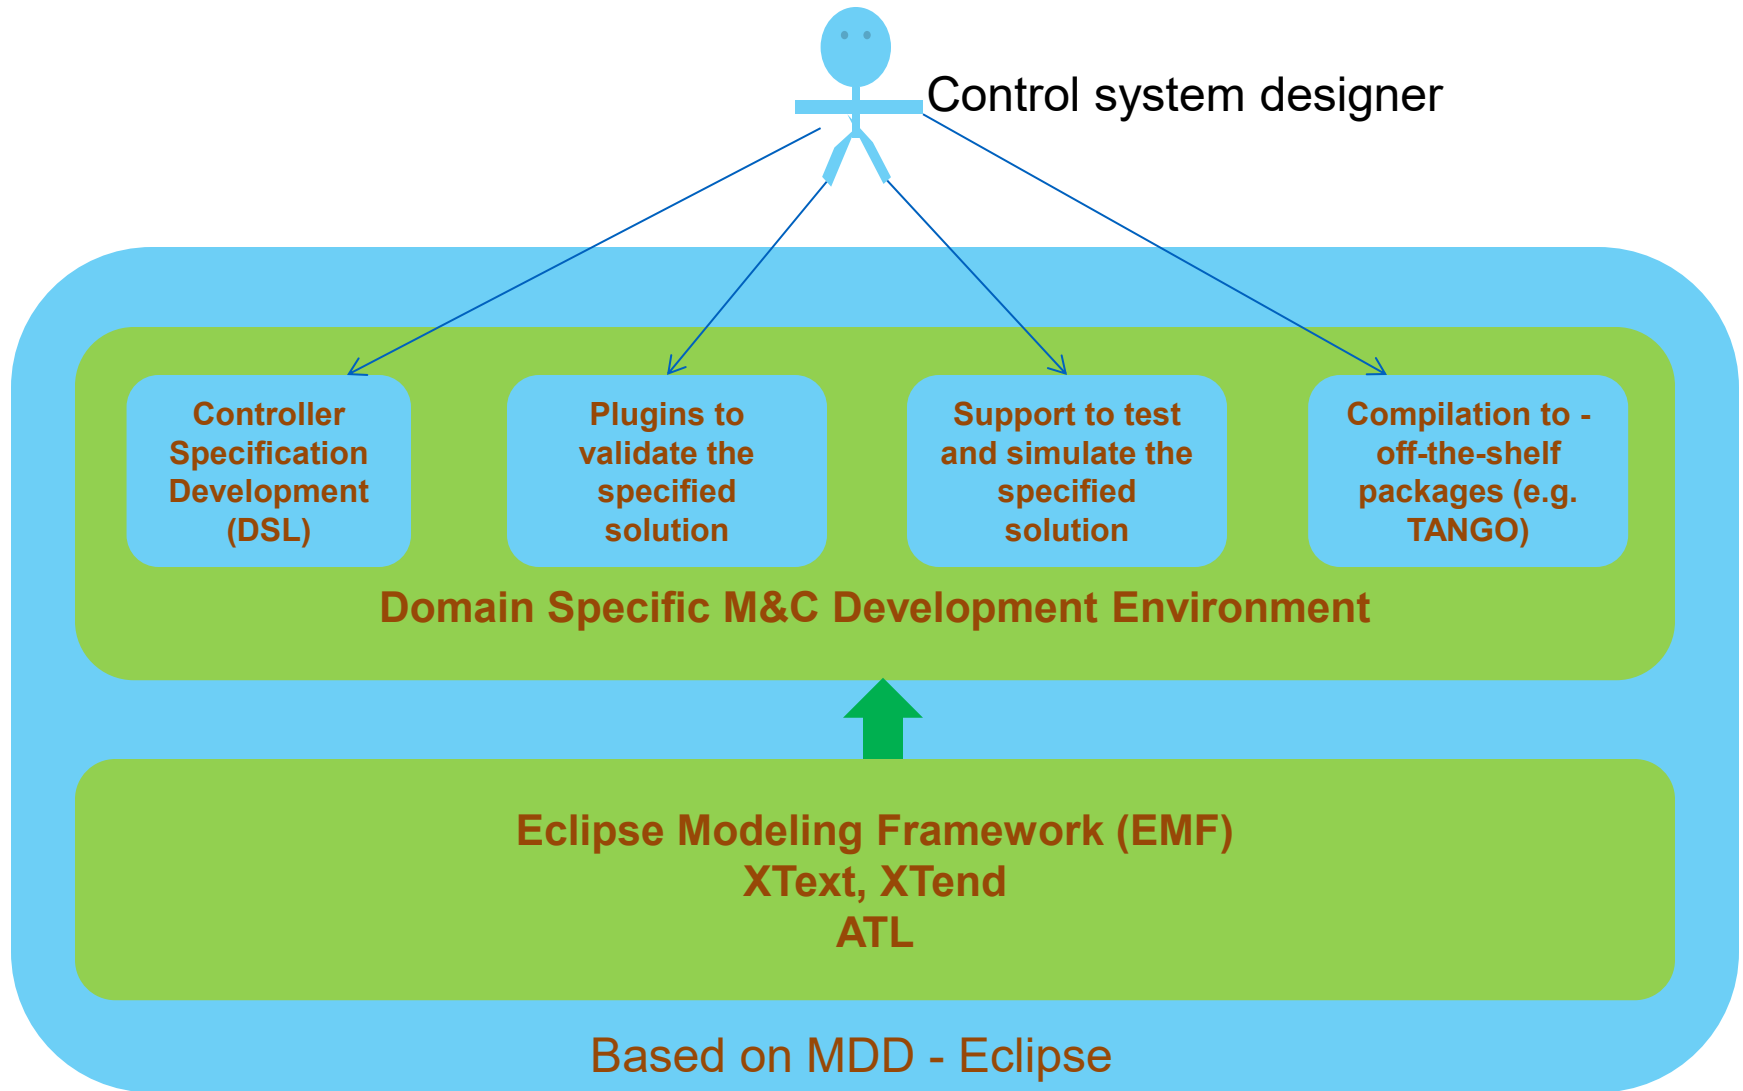 Control system designer
Controller
Specification
Development
(DSL)
Plugins to
validate the
specified
solution
Support to test
and simulate the
specified
solution
Compilation to -
off-the-shelf
packages (e.g.
TANGO)
Domain Specific M&C Development Environment
Eclipse Modeling Framework (EMF)
XText, XTend
ATL
Based on MDD - Eclipse